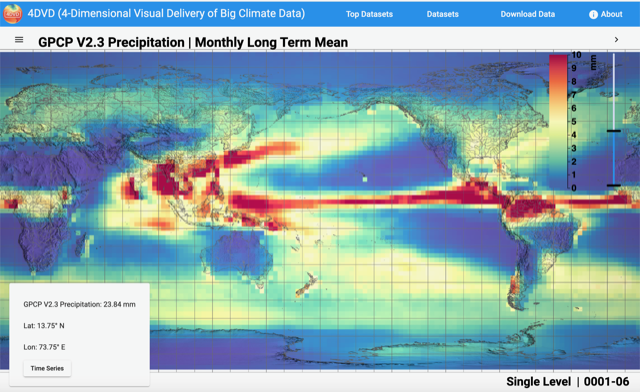 4DVD (4-Dimensional Visual Delivery of Big Climate Data) Top Datasets Datasets Download Data About
GPCP V2.3 Precipitation | Monthly Long Term Mean
10
9
8
7
6
5
4
3
2
1
0
mm
GPCP V2.3 Precipitation: 23.84 mm
Lat: 13.75° N
Lon: 73.75° E
Time Series
Single Level | 0001-06